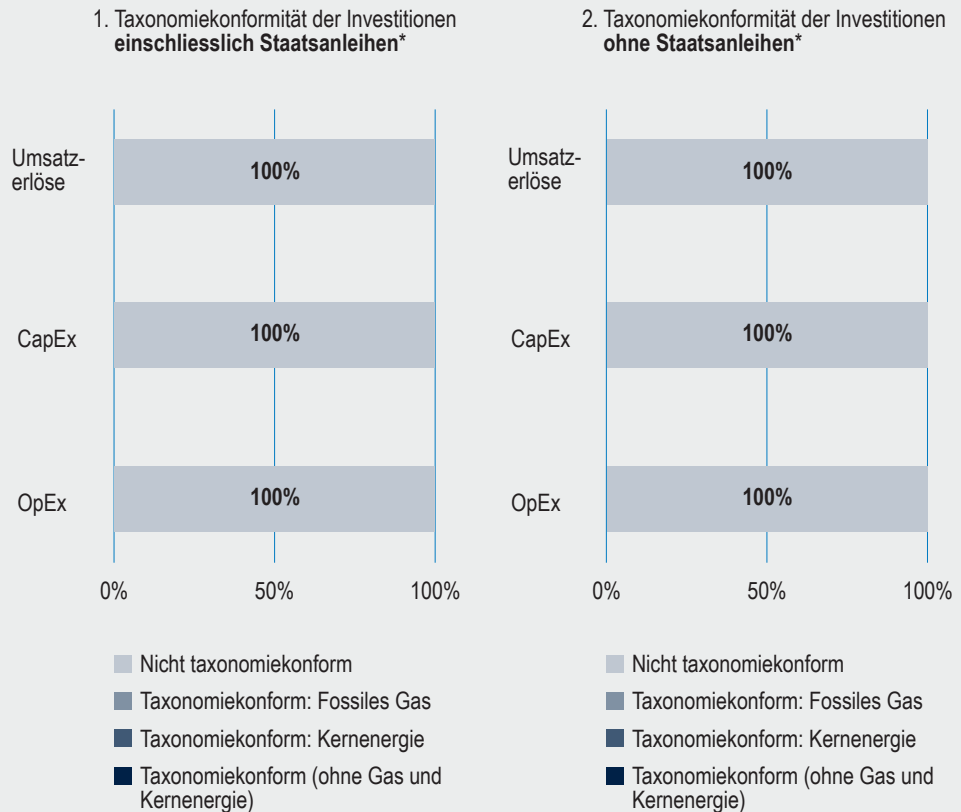 1. Taxonomiekonformität der Investitionen
einschliesslich Staatsanleihen*
Umsatz-
erlöse
100%
CapEx
100%
OpEx
100%
0%
50%
100%
Nicht taxonomiekonform
Taxonomiekonform: Fossiles Gas
Taxonomiekonform: Kernenergie
Taxonomiekonform (ohne Gas und
Kernenergie)
2. Taxonomiekonformität der Investitionen
ohne Staatsanleihen*
Umsatz-
erlöse
100%
CapEx
100%
OpEx
100%
0%
50%
100%
Nicht taxonomiekonform
Taxonomiekonform: Fossiles Gas
Taxonomiekonform: Kernenergie
Taxonomiekonform (ohne Gas und
Kernenergie)